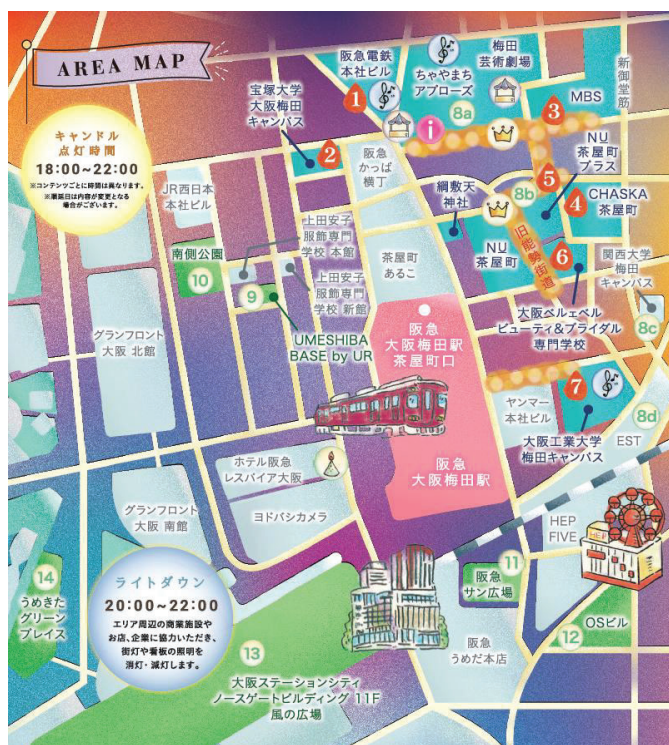 AREA MAP
キャンドル
点灯時間
18:00~22:00
※コンテンツごとに時間は異なります。
※順延日は内容が変更となる
場合がございます。
阪急電鉄
本社ビル
ちゃやまち
アプローズ
梅田
芸術劇場
新御堂筋
宝塚大学
大阪梅田
キャンパス
1
8a
3
MBS
i
2
阪急
かっぱ
横丁
NU
茶屋町
プラス
5
JR西日本
本社ビル
綱敷天
神社
8b
4
CHASKA
茶屋町
上田安子
服飾専門
学校 本館
茶屋町
あるこ
NU
茶屋町
旧能勢街道
6
関西大学
梅田
キャンパス
南側公園
10
9
上田安子
服飾専門
学校 新館
大阪ベルェベル
ビューティ&ブライダル
専門学校
8c
グランフロント
大阪 北館
UMESHIBA
BASE by UR
阪急
大阪梅田駅
茶屋町口
7
ヤンマー
本社ビル
8d
大阪工業大学
梅田キャンパス
EST
ホテル阪急
レスパイア大阪
阪急
大阪梅田駅
グランフロント
大阪 南館
ヨドバシカメラ
HEP
FIVE
HEP
14
うめきた
グリーン
プレイス
ライトダウン
20:00~22:00
エリア周辺の商業施設や
お店、企業に協力いただき、
街灯や看板の照明を
消灯・減灯します。
11
阪急
サン広場
12
OSビル
13
大阪ステーションシティ
ノースゲートビルディング 11F
風の広場
阪急
うめだ本店